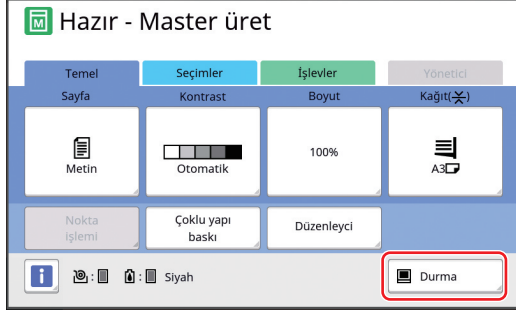 M
Hazır - Master üret
Temel
Seçimler
İşlevler
Yönetici
Sayfa
Kontrast
Boyut
Kağıt( )
Metin
Otomatik
100%
A3
Nokta
işlemi
Çoklu yapı
baskı
Düzenleyici
i
: : Siyah
Durma